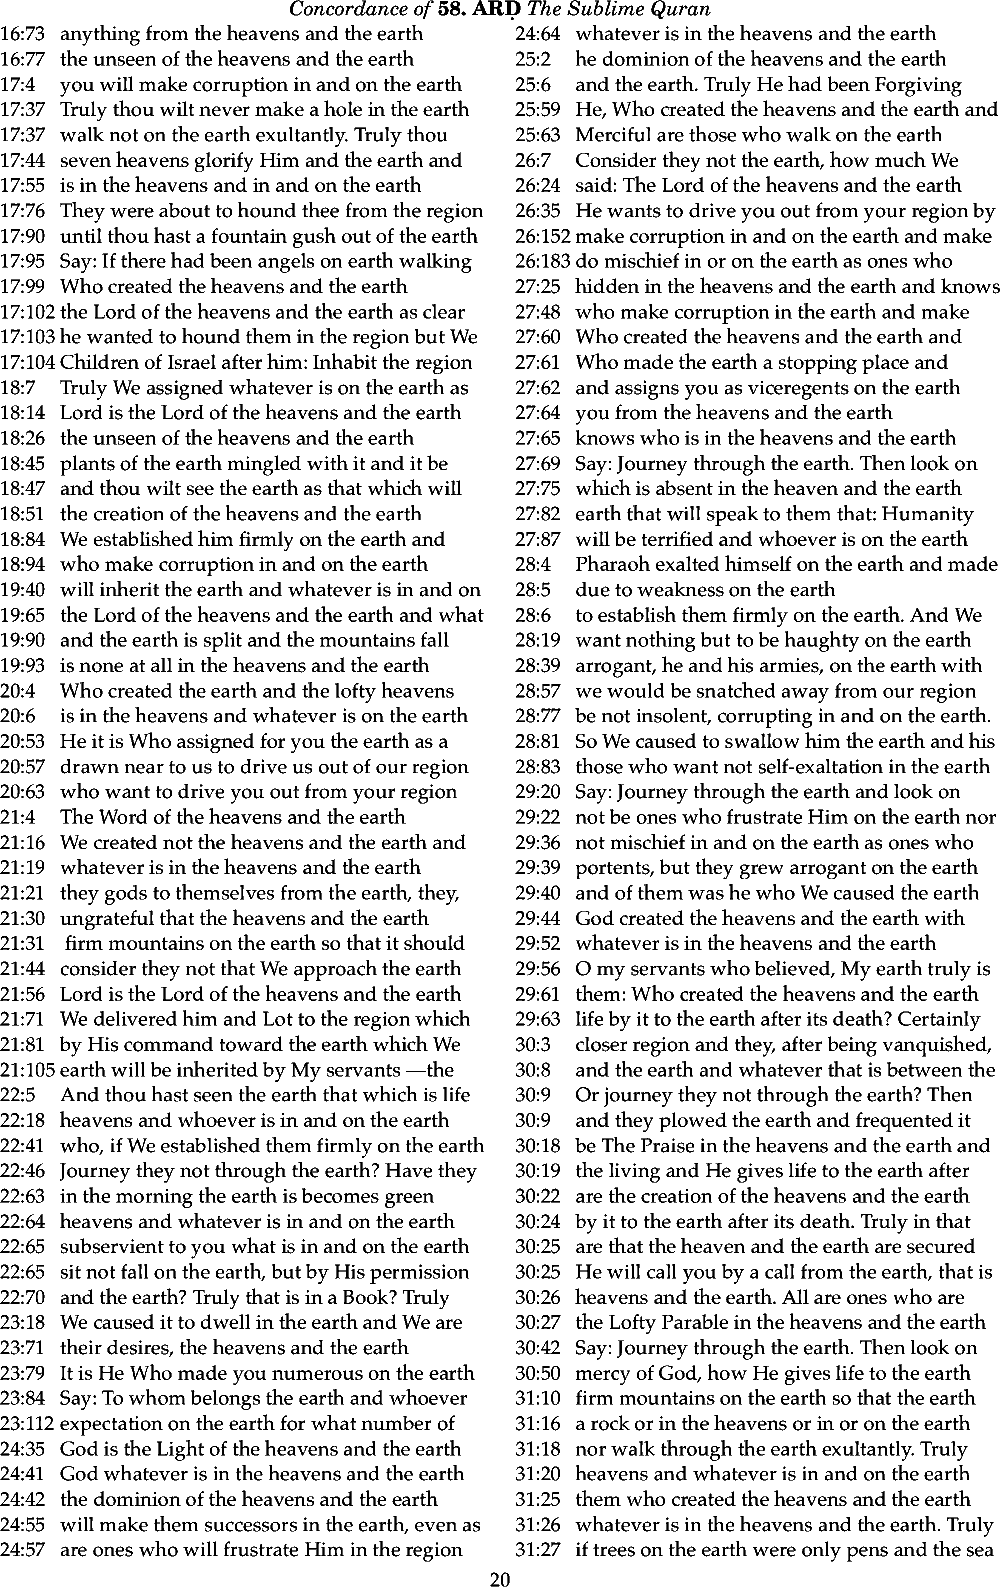 Concordance of 58. ARḌ The Sublime Quran
16:73 anything from the heavens and the earth
16:77 the unseen of the heavens and the earth
17:4 you will make corruption in and on the earth
17:37 Truly thou wilt never make a hole in the earth
17:37 walk not on the earth exultantly. Truly thou
17:44 seven heavens glorify Him and the earth and
17:55 is in the heavens and in and on the earth
17:76 They were about to hound thee from the region
17:90 until thou hast a fountain gush out of the earth
17:95 Say: If there had been angels on earth walking
17:99 Who created the heavens and the earth
17:102 the Lord of the heavens and the earth as clear
17:103 he wanted to hound them in the region but We
17:104 Children of Israel after him: Inhabit the region
18:7 Truly We assigned whatever is on the earth as
18:14 Lord is the Lord of the heavens and the earth
18:26 the unseen of the heavens and the earth
18:45 plants of the earth mingled with it and it be
18:47 and thou wilt see the earth as that which will
18:51 the creation of the heavens and the earth
18:84 We established him firmly on the earth and
18:94 who make corruption in and on the earth
19:40 will inherit the earth and whatever is in and on
19:65 the Lord of the heavens and the earth and what
19:90 and the earth is split and the mountains fall
19:93 is none at all in the heavens and the earth
20:4 Who created the earth and the lofty heavens
20:6 is in the heavens and whatever is on the earth
20:53 He it is Who assigned for you the earth as a
20:57 drawn near to us to drive us out of our region
20:63 who want to drive you out from your region
21:4 The Word of the heavens and the earth
21:16 We created not the heavens and the earth and
21:19 whatever is in the heavens and the earth
21:21 they gods to themselves from the earth, they,
21:30 ungrateful that the heavens and the earth
21:31 firm mountains on the earth so that it should
21:44 consider they not that We approach the earth
21:56 Lord is the Lord of the heavens and the earth
21:71 We delivered him and Lot to the region which
21:81 by His command toward the earth which We
21:105 earth will be inherited by My servants —the
22:5 And thou hast seen the earth that which is life
22:18 heavens and whoever is in and on the earth
22:41 who, if We established them firmly on the earth
22:46 Journey they not through the earth? Have they
22:63 in the morning the earth is becomes green
22:64 heavens and whatever is in and on the earth
22:65 subservient to you what is in and on the earth
22:65 sit not fall on the earth, but by His permission
22:70 and the earth? Truly that is in a Book? Truly
23:18 We caused it to dwell in the earth and We are
23:71 their desires, the heavens and the earth
23:79 It is He Who made you numerous on the earth
23:84 Say: To whom belongs the earth and whoever
23:112 expectation on the earth for what number of
24:35 God is the Light of the heavens and the earth
24:41 God whatever is in the heavens and the earth
24:42 the dominion of the heavens and the earth
24:55 will make them successors in the earth, even as
24:57 are ones who will frustrate Him in the region
24:64 whatever is in the heavens and the earth
25:2 he dominion of the heavens and the earth
25:6 and the earth. Truly He had been Forgiving
25:59 He, Who created the heavens and the earth and
25:63 Merciful are those who walk on the earth
26:7 Consider they not the earth, how much We
26:24 said: The Lord of the heavens and the earth
26:35 He wants to drive you out from your region by
26:152 make corruption in and on the earth and make
26:183 do mischief in or on the earth as ones who
27:25 hidden in the heavens and the earth and knows
27:48 who make corruption in the earth and make
27:60 Who created the heavens and the earth and
27:61 Who made the earth a stopping place and
27:62 and assigns you as viceregents on the earth
27:64 you from the heavens and the earth
27:65 knows who is in the heavens and the earth
27:69 Say: Journey through the earth. Then look on
27:75 which is absent in the heaven and the earth
27:82 earth that will speak to them that: Humanity
27:87 will be terrified and whoever is on the earth
28:4 Pharaoh exalted himself on the earth and made
28:5 due to weakness on the earth
28:6 to establish them firmly on the earth. And We
28:19 want nothing but to be haughty on the earth
28:39 arrogant, he and his armies, on the earth with
28:57 we would be snatched away from our region
28:77 be not insolent, corrupting in and on the earth.
28:81 So We caused to swallow him the earth and his
28:83 those who want not self-exaltation in the earth
29:20 Say: Journey through the earth and look on
29:22 not be ones who frustrate Him on the earth nor
29:36 not mischief in and on the earth as ones who
29:39 portents, but they grew arrogant on the earth
29:40 and of them was he who We caused the earth
29:44 God created the heavens and the earth with
29:52 whatever is in the heavens and the earth
29:56 O my servants who believed, My earth truly is
29:61 them: Who created the heavens and the earth
29:63 life by it to the earth after its death? Certainly
30:3 closer region and they, after being vanquished,
30:8 and the earth and whatever that is between the
30:9 Or journey they not through the earth? Then
30:9 and they plowed the earth and frequented it
30:18 be The Praise in the heavens and the earth and
30:19 the living and He gives life to the earth after
30:22 are the creation of the heavens and the earth
30:24 by it to the earth after its death. Truly in that
30:25 are that the heaven and the earth are secured
30:25 He will call you by a call from the earth, that is
30:26 heavens and the earth. All are ones who are
30:27 the Lofty Parable in the heavens and the earth
30:42 Say: Journey through the earth. Then look on
30:50 mercy of God, how He gives life to the earth
31:10 firm mountains on the earth so that the earth
31:16 a rock or in the heavens or in or on the earth
31:18 nor walk through the earth exultantly. Truly
31:20 heavens and whatever is in and on the earth
31:25 them who created the heavens and the earth
31:26 whatever is in the heavens and the earth. Truly
31:27 if trees on the earth were only pens and the sea
20